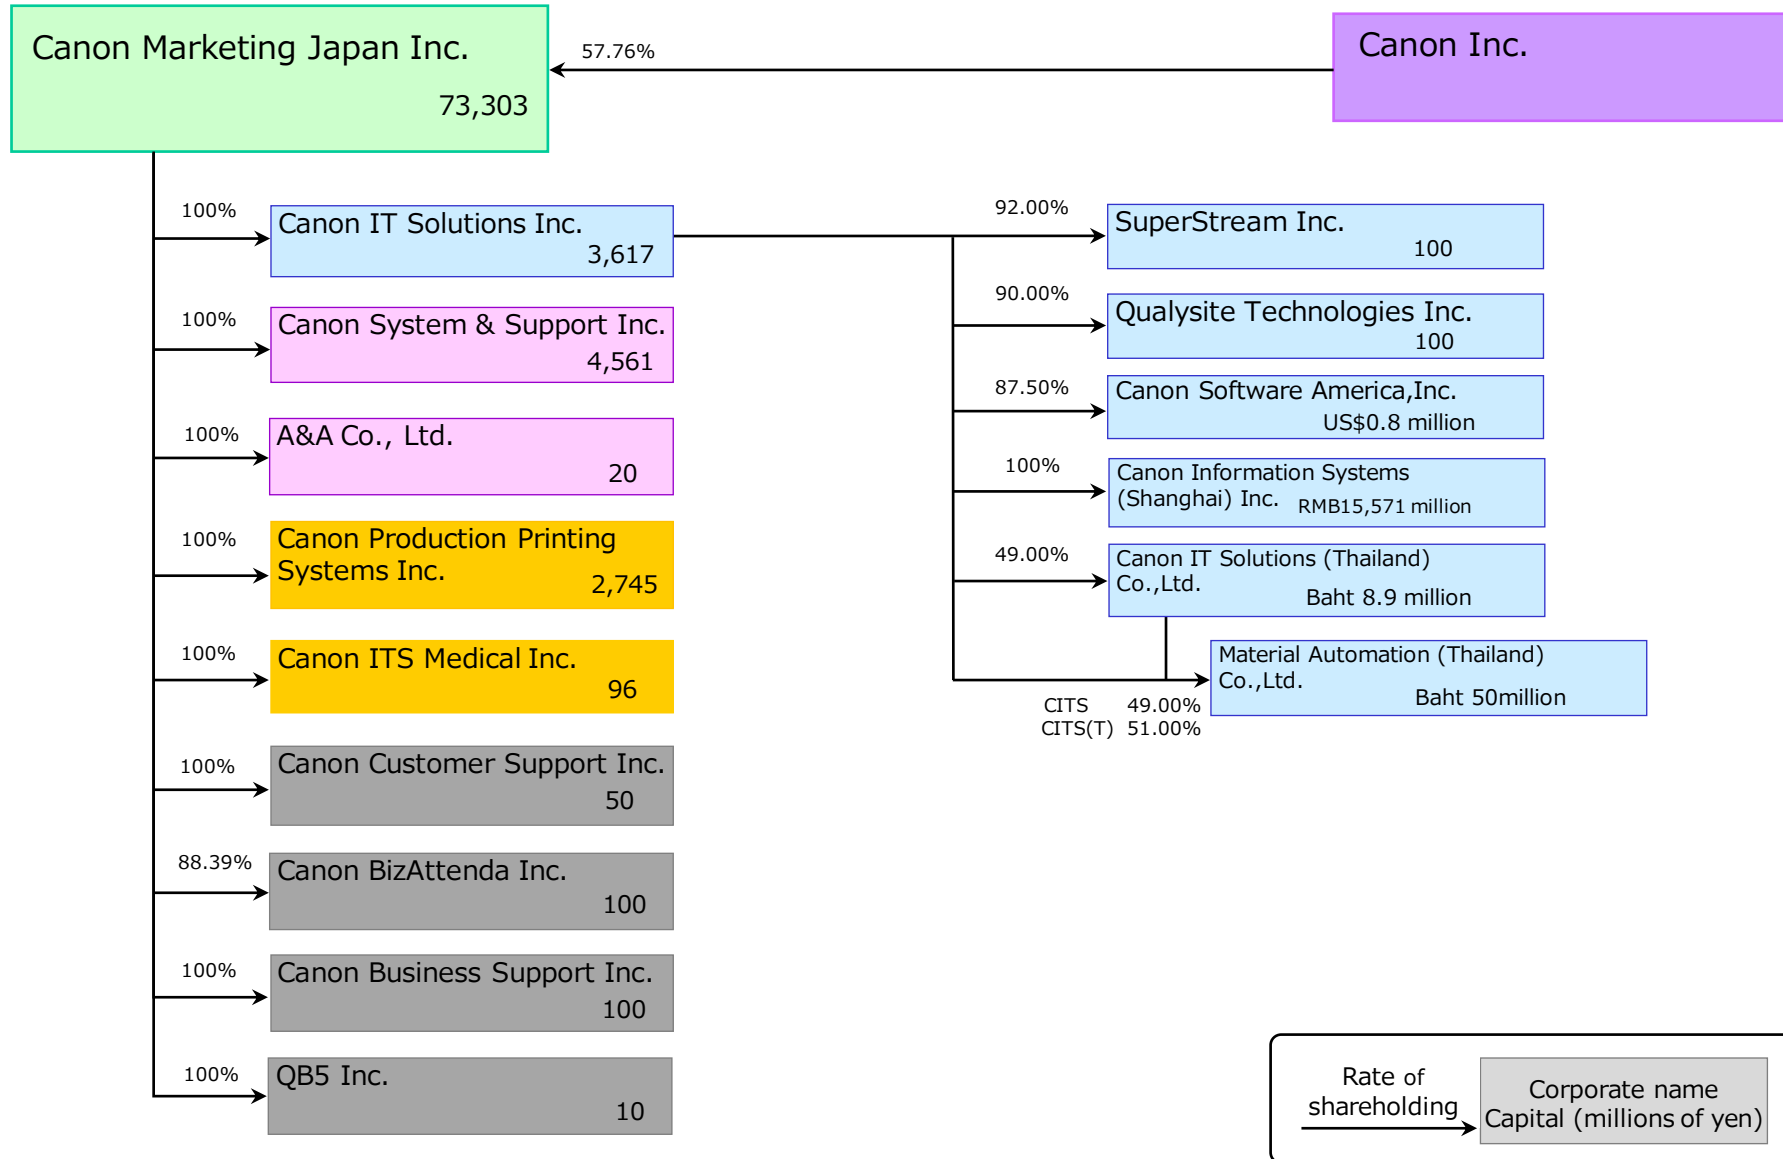 Canon Marketing Japan Inc.
73,303
57.76%
Canon Inc.
100%
Canon IT Solutions Inc.
3,617
100%
Canon System & Support Inc.
4,561
100%
A&A Co., Ltd.
20
100%
Canon Production Printing
Systems Inc.
2,745
100%
Canon ITS Medical Inc.
96
100%
Canon Customer Support Inc.
50
88.39%
Canon BizAttenda Inc.
100
100%
Canon Business Support Inc.
100
100%
QB5 Inc.
10
92.00%
SuperStream Inc.
100
90.00%
Qualysite Technologies Inc.
100
87.50%
Canon Software America,Inc.
US$0.8 million
100%
Canon Information Systems
(Shanghai) Inc. RMB15,571 million
49.00%
Canon IT Solutions (Thailand)
Co.,Ltd.
Baht 8.9 million
Material Automation (Thailand)
Co.,Ltd.
Baht 50million
CITS 49.00%
CITS(T) 51.00%
Rate of
shareholding
Corporate name
Capital (millions of yen)